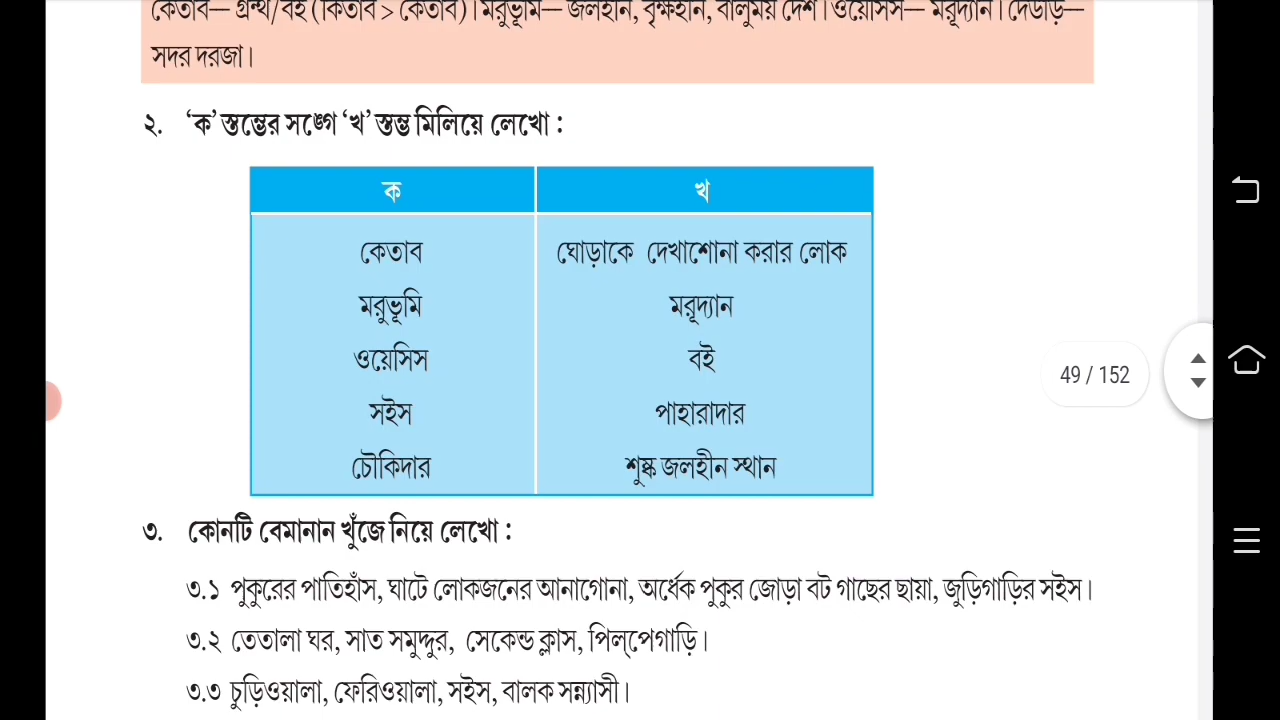 কেতাব— গ্রন্থ/বই (কিতাব > কেতাব)। মরুভূমি— জলহীন, বৃক্ষহীন, বালুময় দেশ। ওয়েসিস— মরূদ্যান। দেউড়ি—
সদর দরজা।
২. ‘ক’ স্তম্ভের সঙ্গে ‘খ’ স্তম্ভ মিলিয়ে লেখো :
ক খ
কেতাব ঘোড়াকে দেখাশোনা করার লোক
মরুভূমি মরূদ্যান
ওয়েসিস বই
সইস পাহারাদার
চৌকিদার শুষ্ক জলহীন স্থান
49 / 152
৩. কোনটি বেমানান খুঁজে নিয়ে লেখো :
৩.১ পুকুরের পাতিহাঁস, ঘাটে লোকজনের আনাগোনা, অর্ধেক পুকুর জোড়া বট গাছের ছায়া, জুড়িগাড়ির সইস।
৩.২ তেতালা ঘর, সাত সমুদ্দুর, সেকেন্ড ক্লাস, পিল্‌পেগাড়ি।
৩.৩ চুড়িওয়ালা, ফেরিওয়ালা, সইস, বালক সন্ন্যাসী।